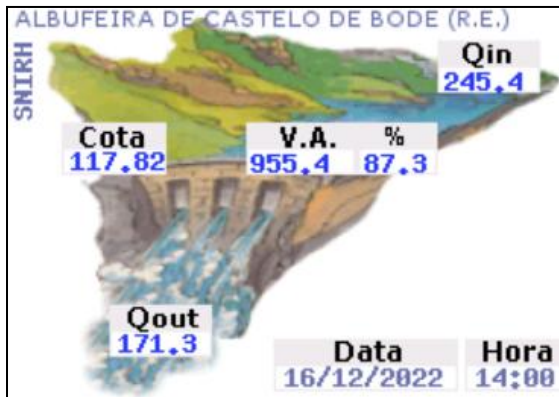 ALBUFEIRA DE CASTELO DE BODE (R.E.)
SNIRH
Qin
245.4
Cota V.A. %
117.82 955.4 87.3
Qout
171.3
Data Hora
16/12/2022 14:00